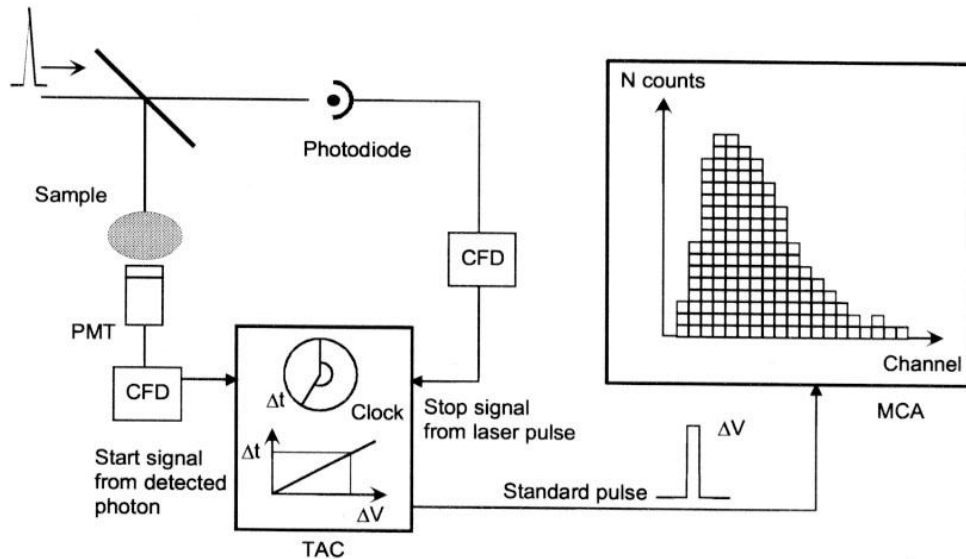 N counts
Photodiode
Sample
CFD
PMT
CFD
Δt
Clock
Channel
MCA
Stop signal
from laser pulse
Start signal
from detected
photon
Δt
ΔV
ΔV
Standard pulse
TAC